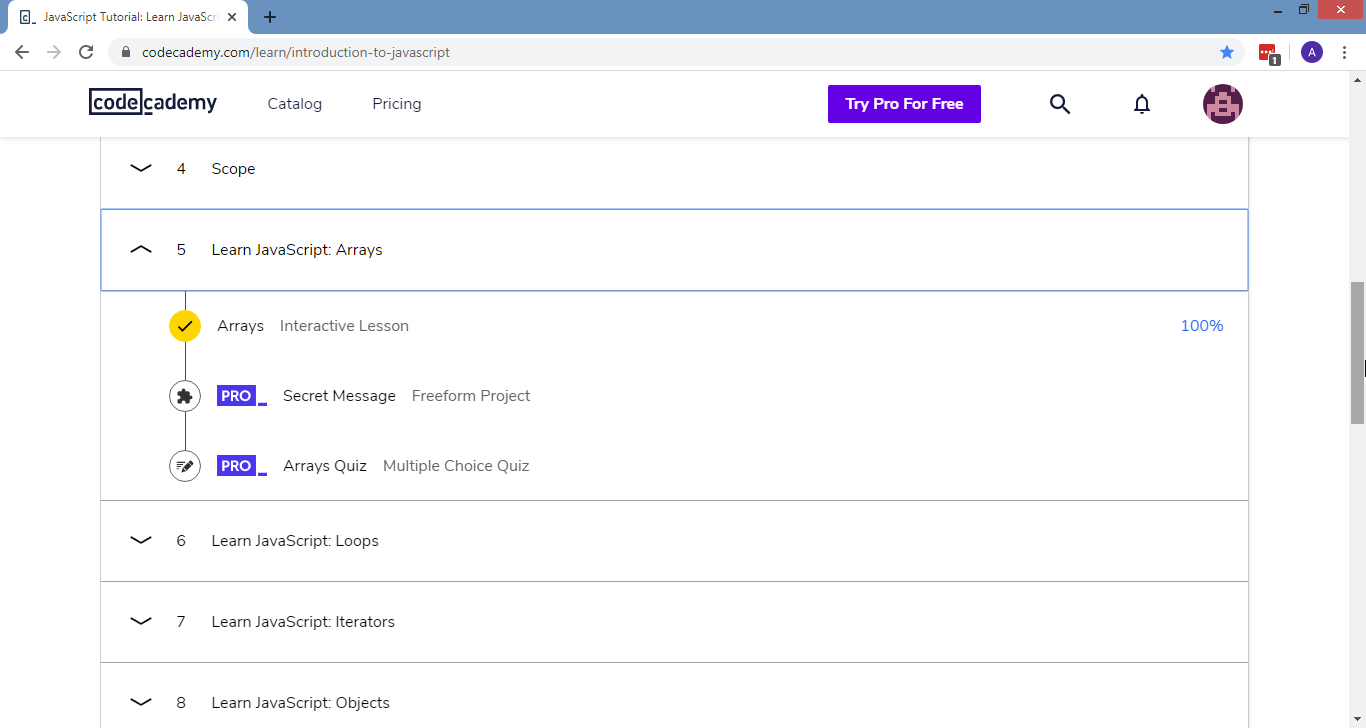 JavaScript Tutorial: Learn JavaScri
codecademy.com/learn/introduction-to-javascript
1
A
codecademy Catalog Pricing Try Pro For Free
4 Scope
5 Learn JavaScript: Arrays
Arrays Interactive Lesson 100%
PRO Secret Message Freeform Project
PRO Arrays Quiz Multiple Choice Quiz
6 Learn JavaScript: Loops
7 Learn JavaScript: Iterators
8 Learn JavaScript: Objects